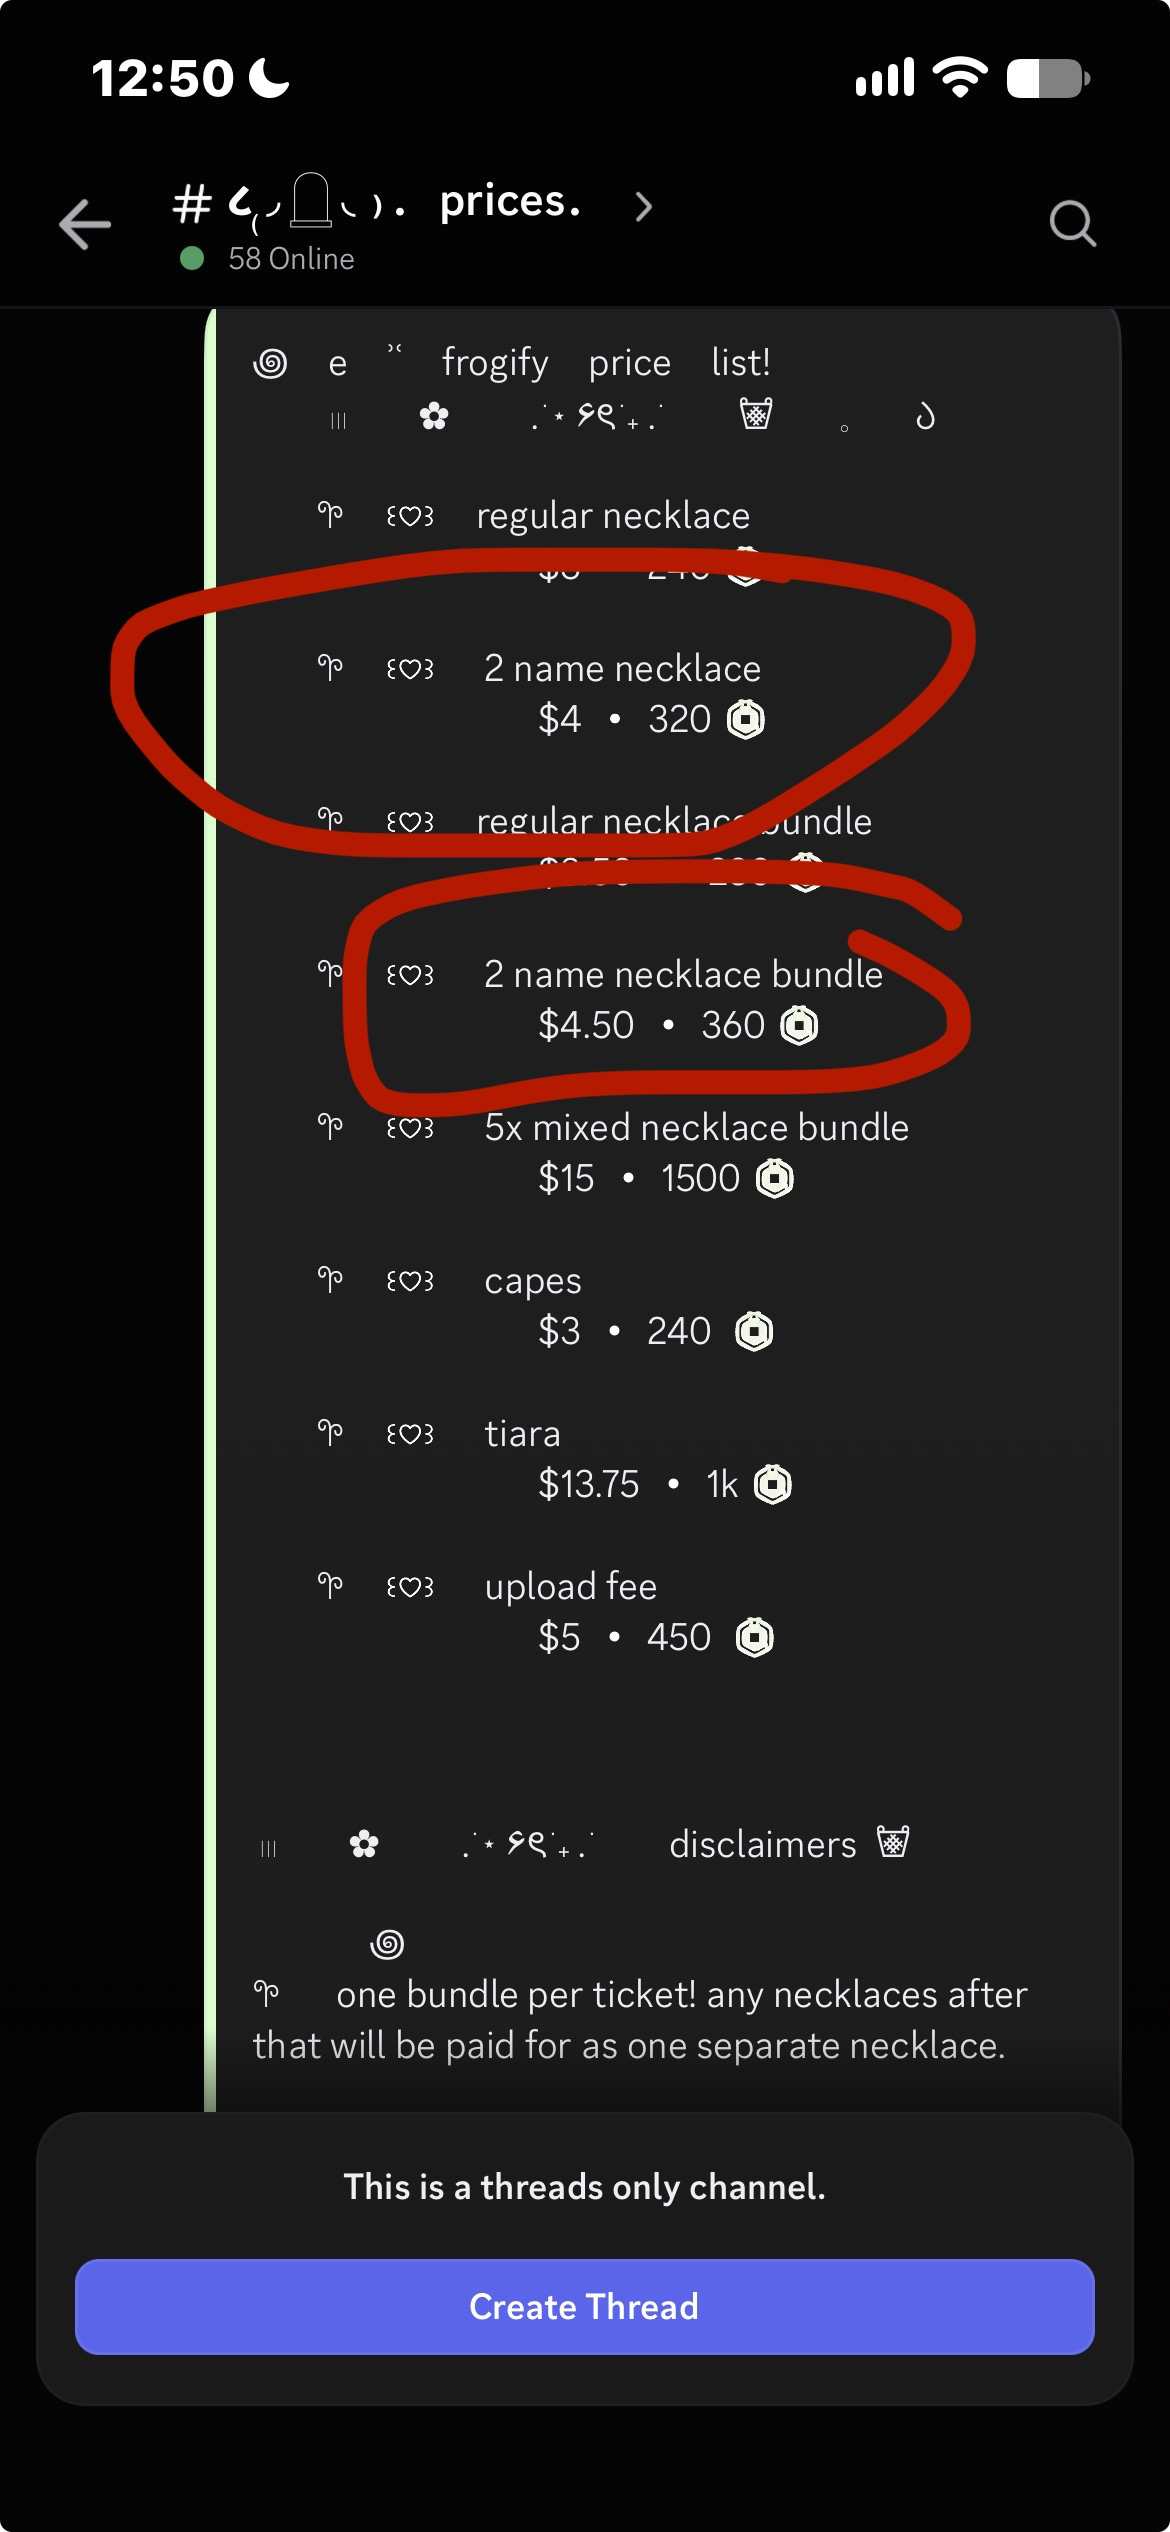 12:50
# prices.
58 Online
e frogify price list!
regular necklace
2 name necklace
$4 • 320
regular necklace bundle
2 name necklace bundle
$4.50 • 360
5x mixed necklace bundle
$15 • 1500
capes
$3 • 240
tiara
$13.75 • 1k
upload fee
$5 • 450
disclaimers
one bundle per ticket! any necklaces after
that will be paid for as one separate necklace.
This is a threads only channel.
Create Thread